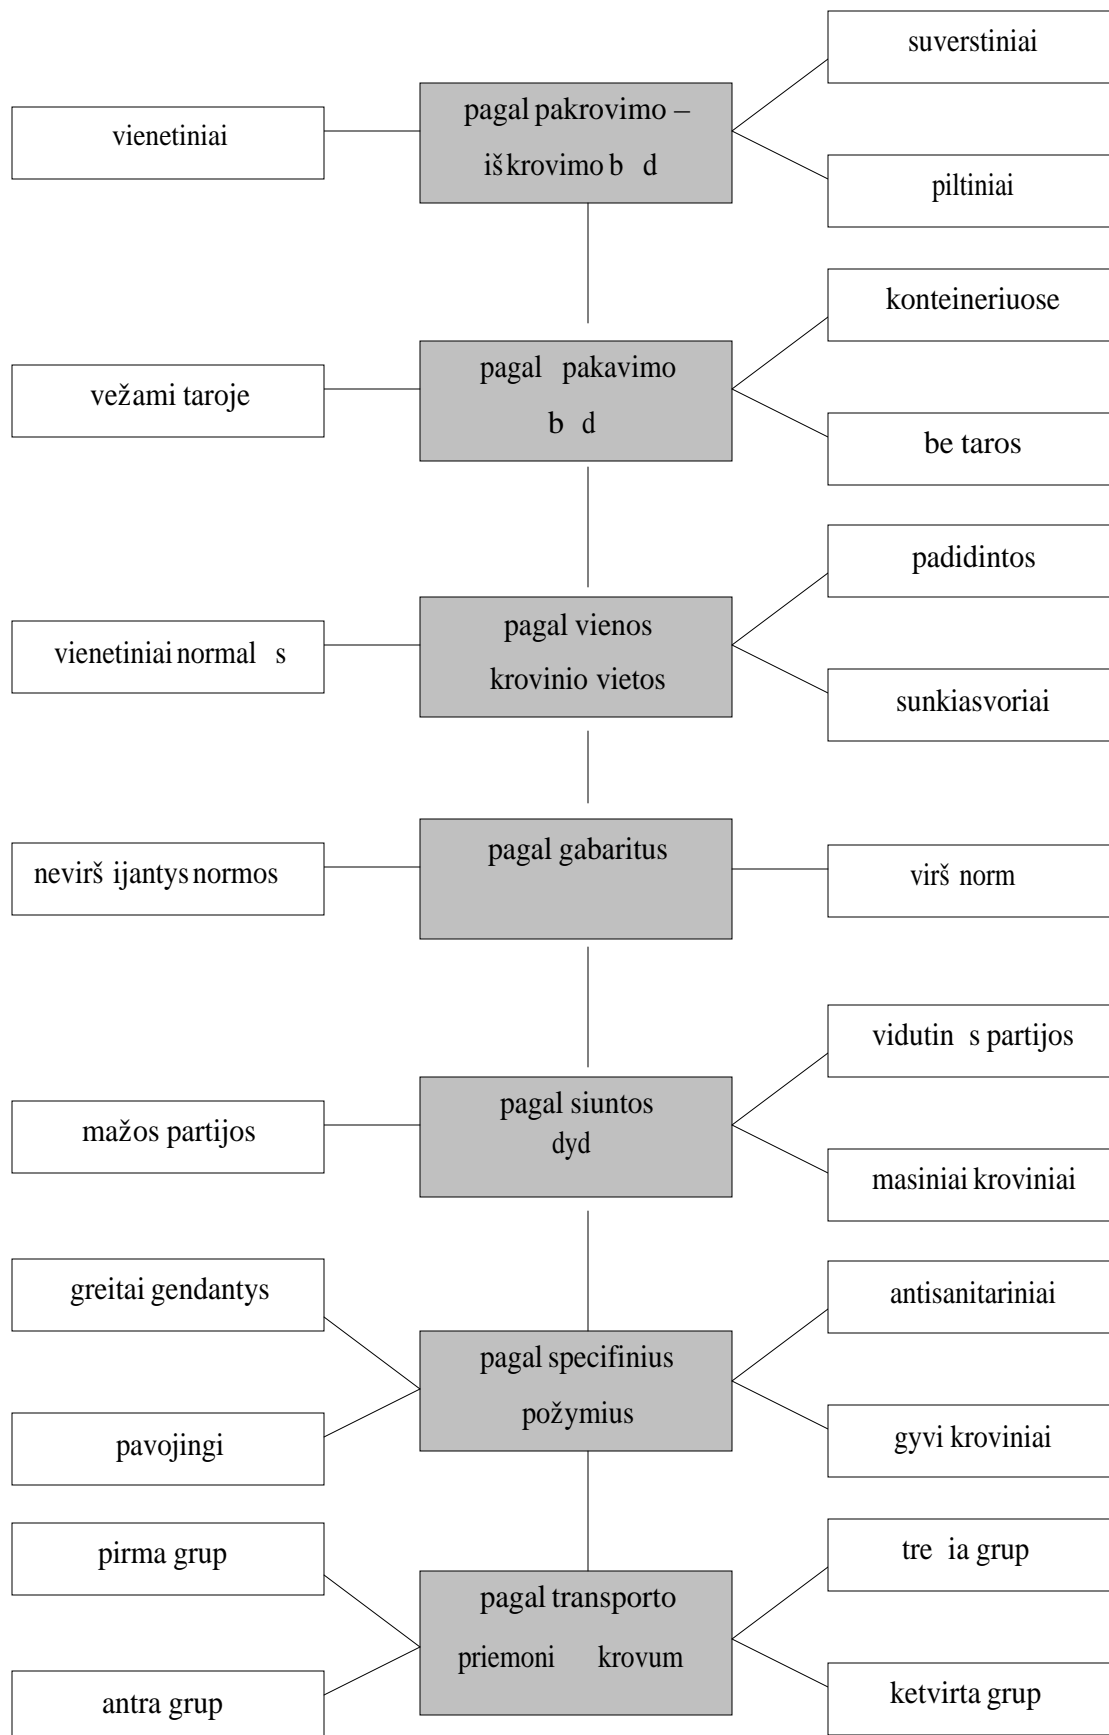 suverstiniai
vienetiniai
pagal pakrovimo –
iškrovimo b d
piltiniai
konteineriuose
vežami taroje
pagal pakavimo
b d
be taros
padidintos
vienetiniai normal s
pagal vienos
krovinio vietos
sunkiasvoriai
neviršijantys normos
pagal gabaritus
virš norm
vidutin s partijos
mažos partijos
pagal siuntos
dyd
masiniai kroviniai
greitai gendantys
antisanitariniai
pagal specifinius
požymius
pavojingi
gyvi kroviniai
pirma grup
tre ia grup
pagal transporto
priemoni krovum
antra grup
ketvirta grup